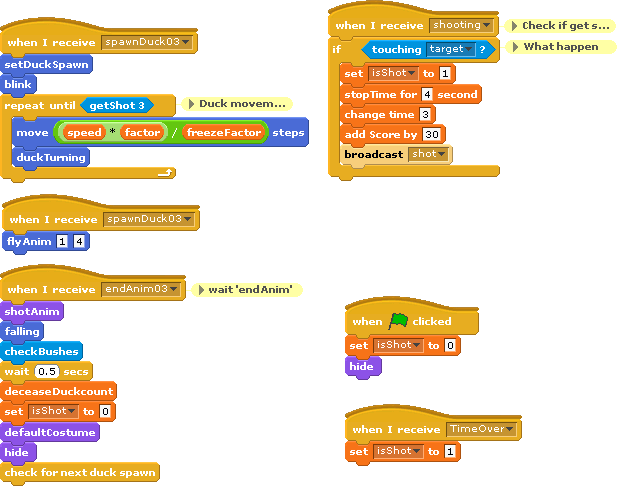 when I receive spawnDuck03
setDuckSpawn
blink
repeat until getShot 3
Duck movem...
move speed * factor / freezeFactor steps
duckTurning
when I receive spawnDuck03
flyAnim 1 4
when I receive endAnim03
wait 'endAnim'
shotAnim
falling
checkBushes
wait 0.5 secs
deceaseDuckcount
set isShot to 0
defaultCostume
hide
check for next duck spawn
when I receive shooting
Check if get s...
if touching target ?
What happen
set isShot to 1
stopTime for 4 second
change time 3
add Score by 30
broadcast shot
when clicked
set isShot to 0
hide
when I receive TimeOver
set isShot to 1